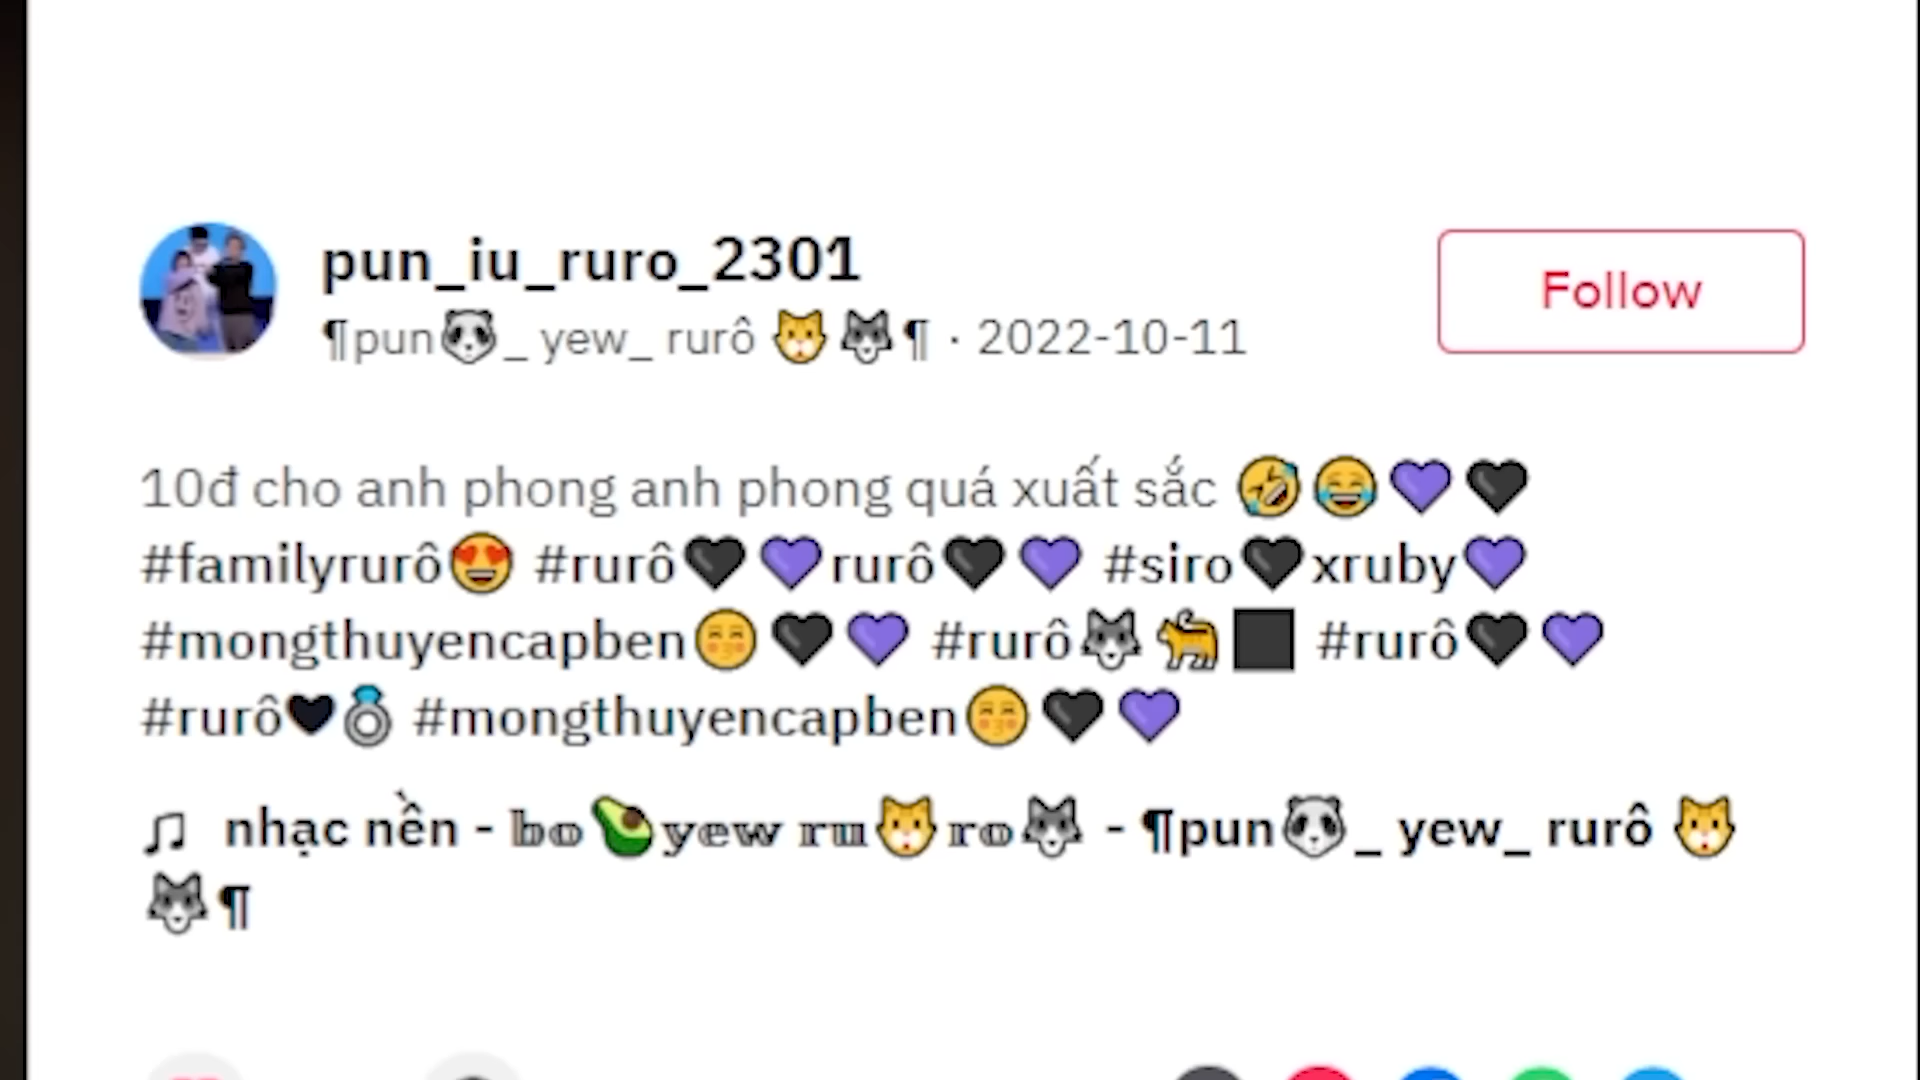 pun_iu_ruro_2301
¶pun🐼_ yew_ rurô 🐱🐺¶ · 2022-10-11
Follow
10đ cho anh phong anh phong quá xuất sắc 🤣😂💜🖤
#familyrurô😍 #rurô🖤💜rurô🖤💜 #siro🖤xruby💜
#mongthuyencapben😚🖤💜 #rurô🐺🐈⬛ #rurô🖤💜
#rurô🖤💍 #mongthuyencapben😚🖤💜
♫ nhạc nền - 𝕓𝕠🥑𝕪𝕖𝕨 𝕣𝕦🐱𝕣𝕠🐺 - ¶pun🐼_ yew_ rurô 🐱
🐺¶